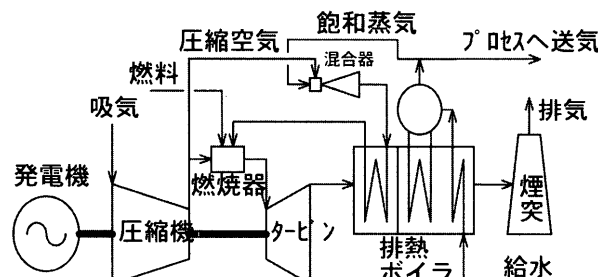 飽和蒸気
圧縮空気
混合器
プロセスへ送気
燃料
吸気
排気
発電機
燃焼器
煙突
圧縮機
タービン
排熱
ボイラ
給水